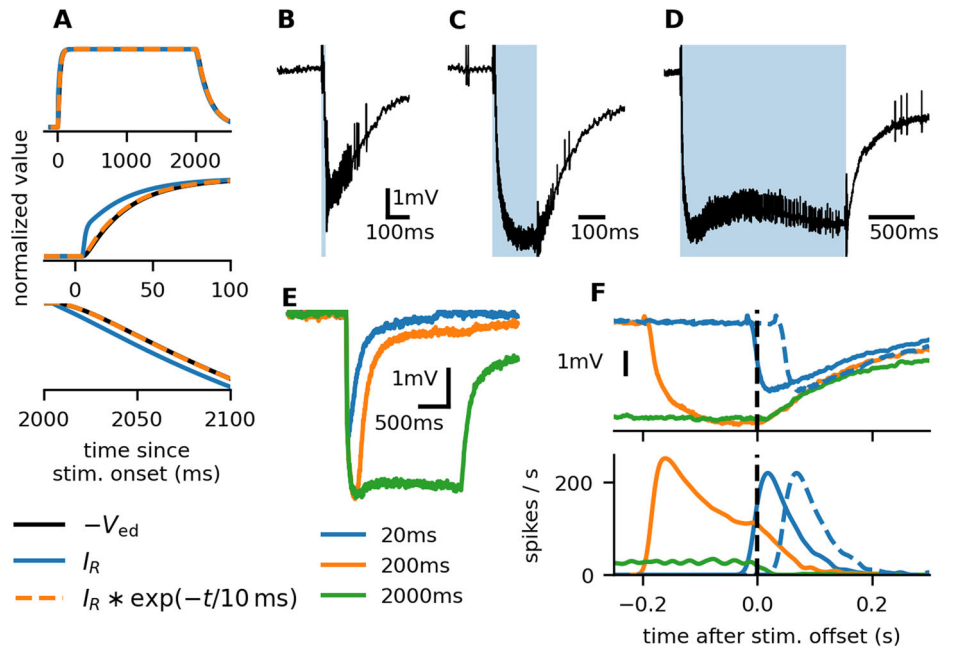 A
B
C
D
normalized value
0
1000
2000
1mV
100ms
100ms
500ms
0
50
100
E
F
1mV
500ms
1mV
2000
2050
2100
time since
stim. onset (ms)
200
0
spikes / s
−V_ed
I_R
I_R ∗ exp(−t/10 ms)
20ms
200ms
2000ms
−0.2
0.0
0.2
time after stim. offset (s)